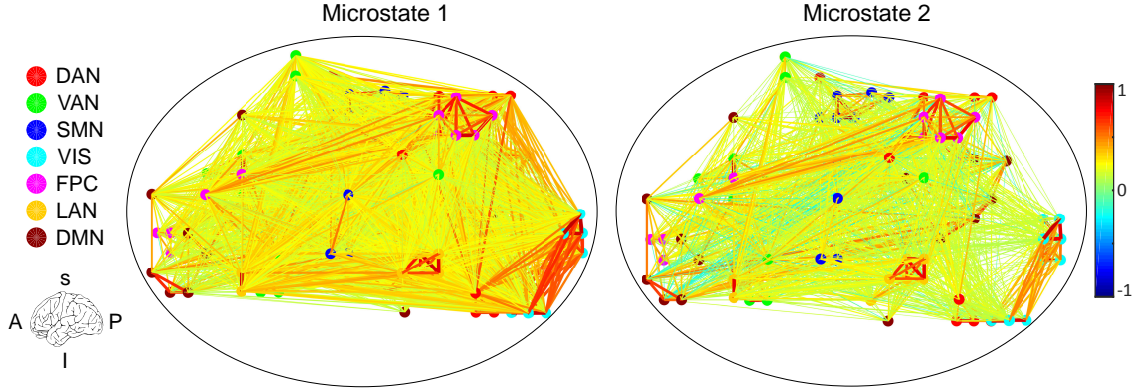 Microstate 1
Microstate 2
DAN
VAN
SMN
VIS
FPC
LAN
DMN
S
A
P
I
1
0
-1